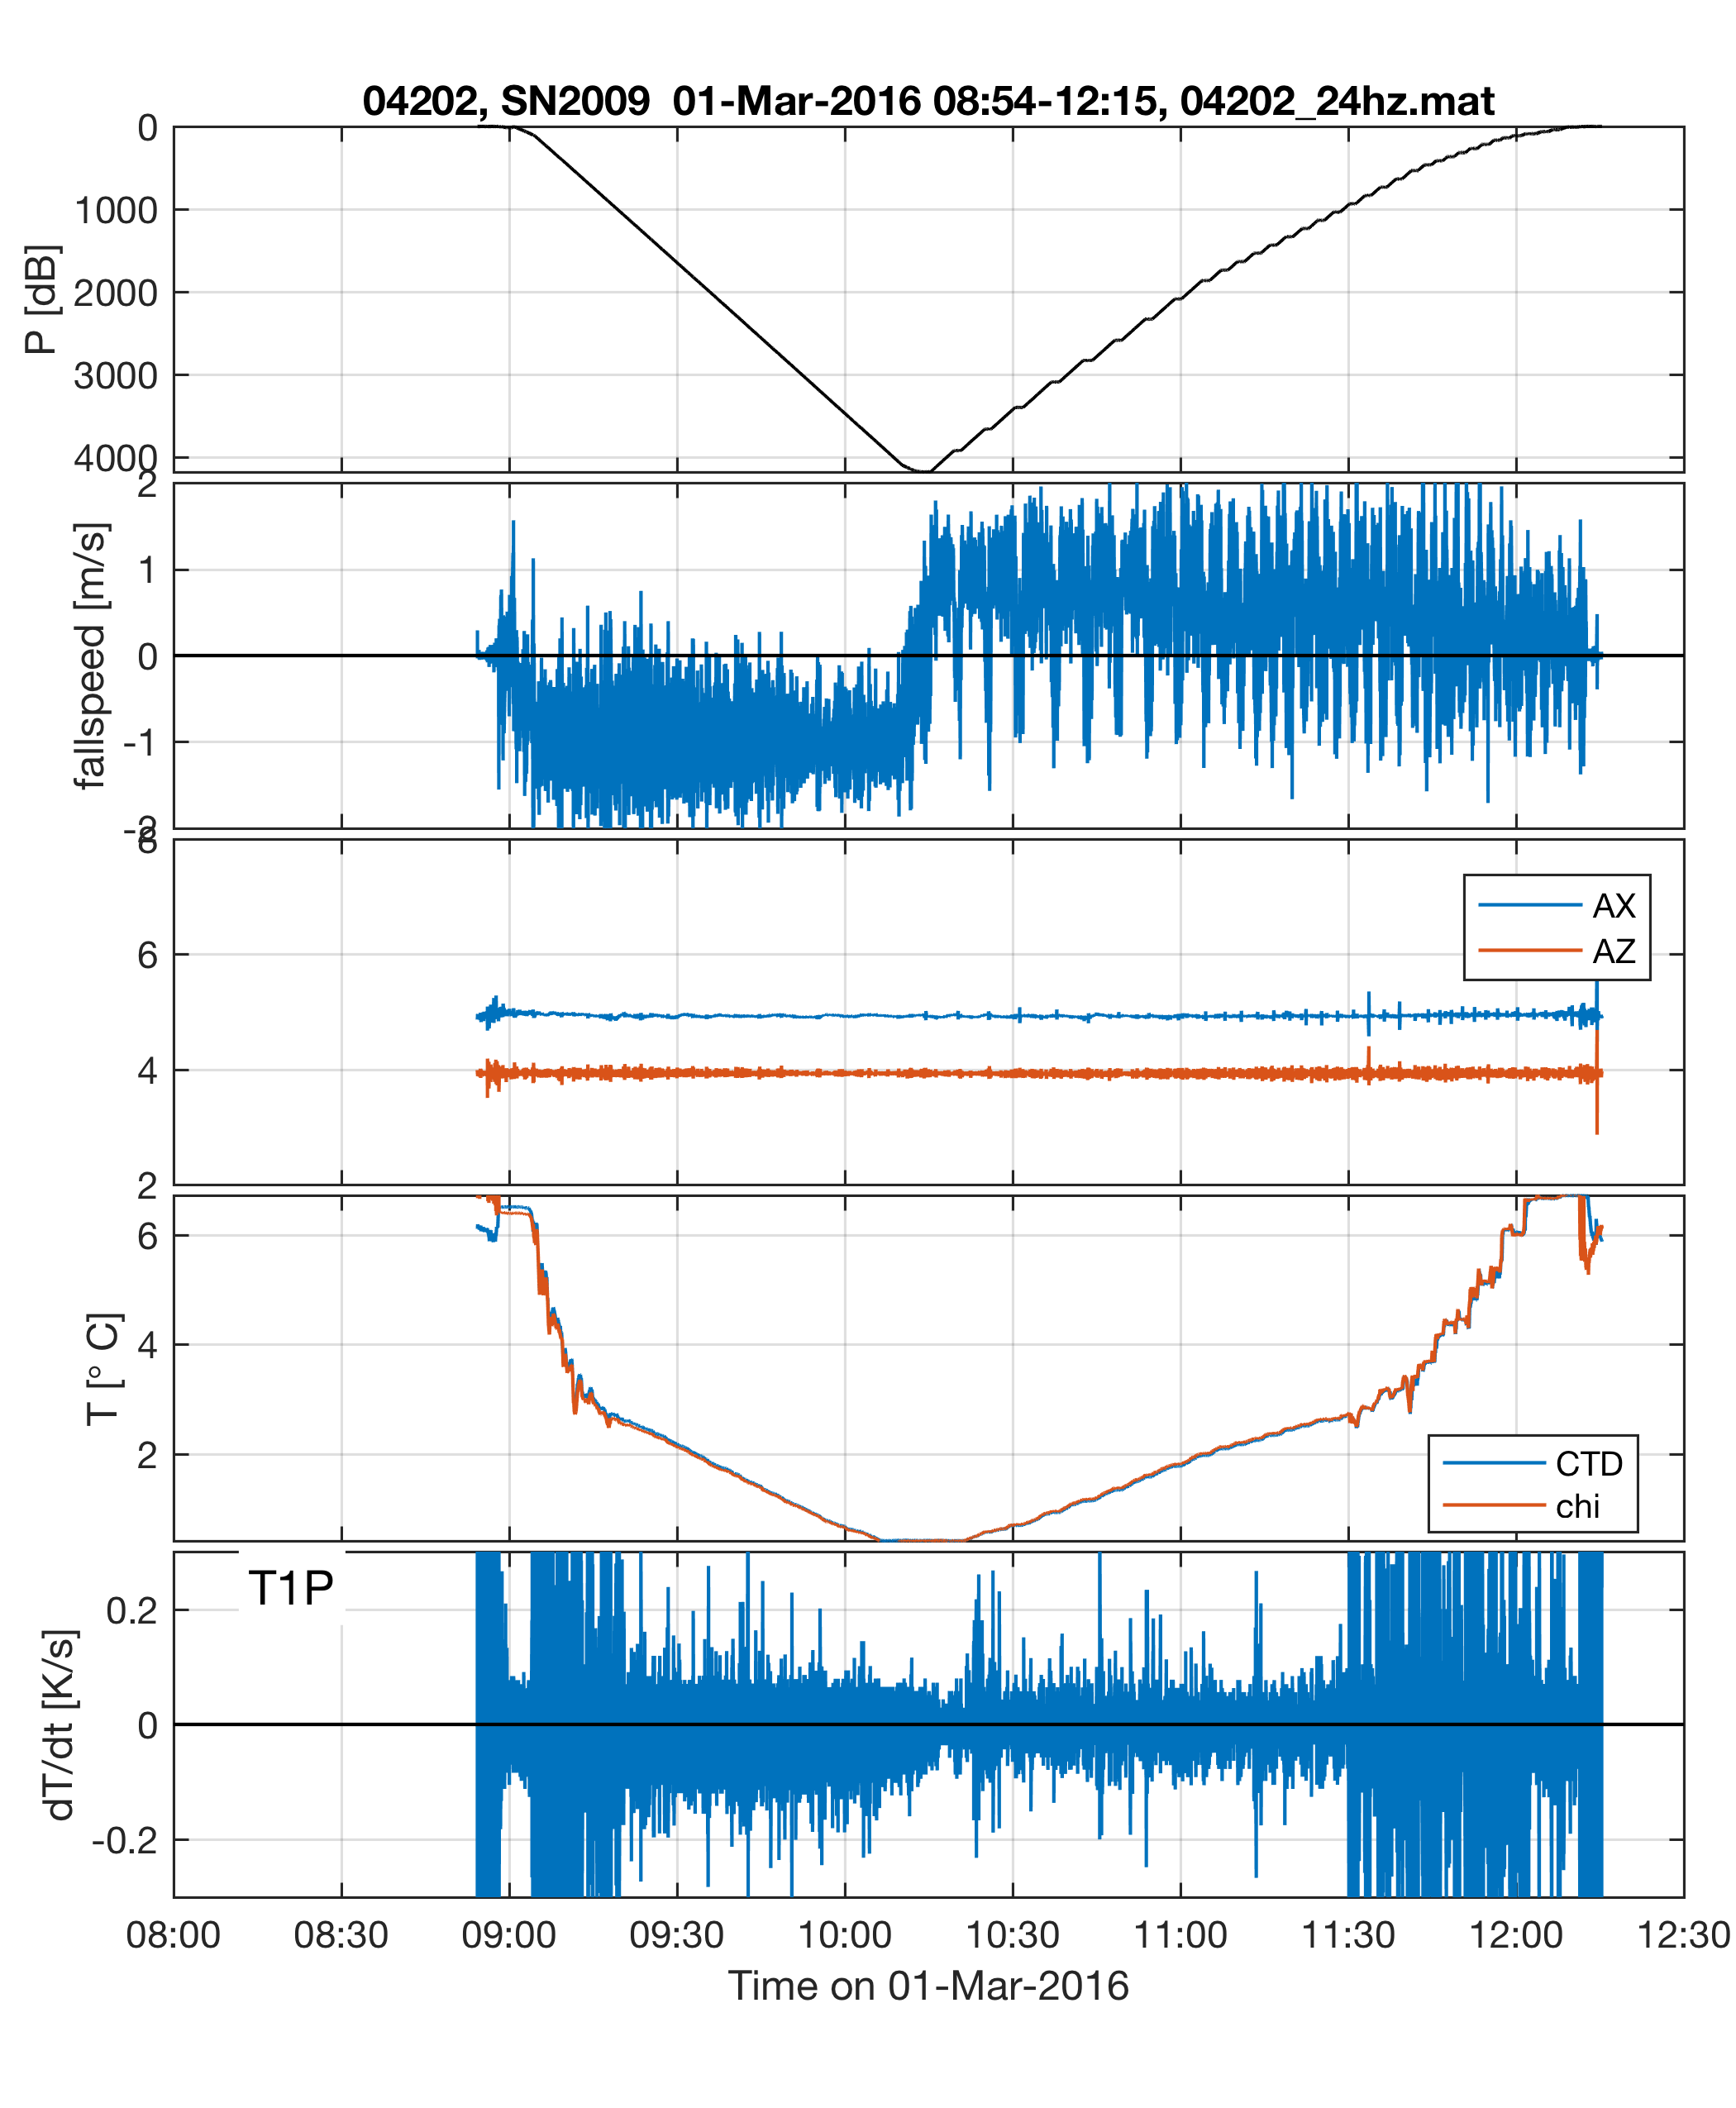 04202, SN2009  01-Mar-2016 08:54-12:15, 04202_24hz.mat
0
1000
2000
3000
4000
P [dB]
2
1
0
-1
-2
fallspeed [m/s]
8
6
4
2
AX
AZ
6
4
2
T [° C]
CTD
chi
T1P
0.2
0
-0.2
dT/dt [K/s]
08:00 08:30 09:00 09:30 10:00 10:30 11:00 11:30 12:00 12:30
Time on 01-Mar-2016